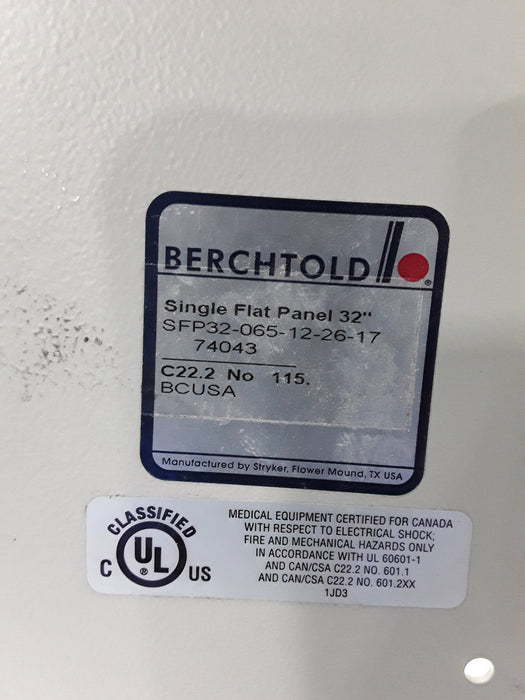 BERCHTOLD
®
Single Flat Panel 32"
SFP32-065-12-26-17
74043
C22.2 No 115.
BCUSA
Manufactured by Stryker, Flower Mound, TX USA
CLASSIFIED
C UL US
®
MEDICAL EQUIPMENT CERTIFIED FOR CANADA
WITH RESPECT TO ELECTRICAL SHOCK;
FIRE AND MECHANICAL HAZARDS ONLY
IN ACCORDANCE WITH UL 60601-1
AND CAN/CSA C22.2 NO. 601.1
AND CAN/CSA C22.2 NO. 601.2XX
1JD3